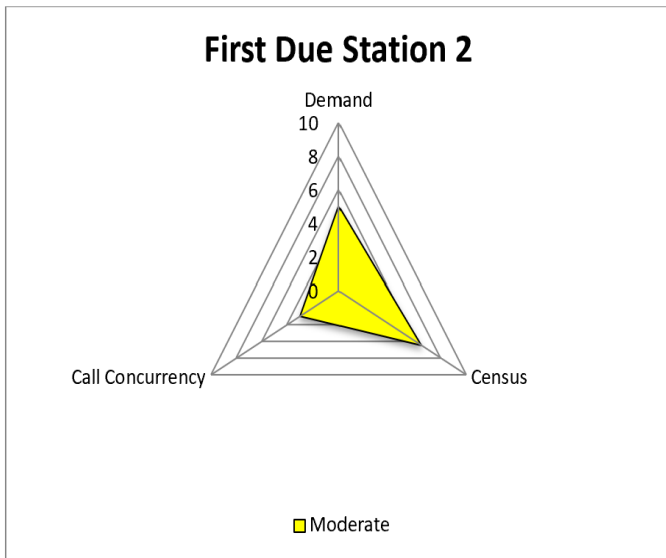 First Due Station 2
Demand
10
8
6
4
2
0
Call Concurrency
Census
Moderate